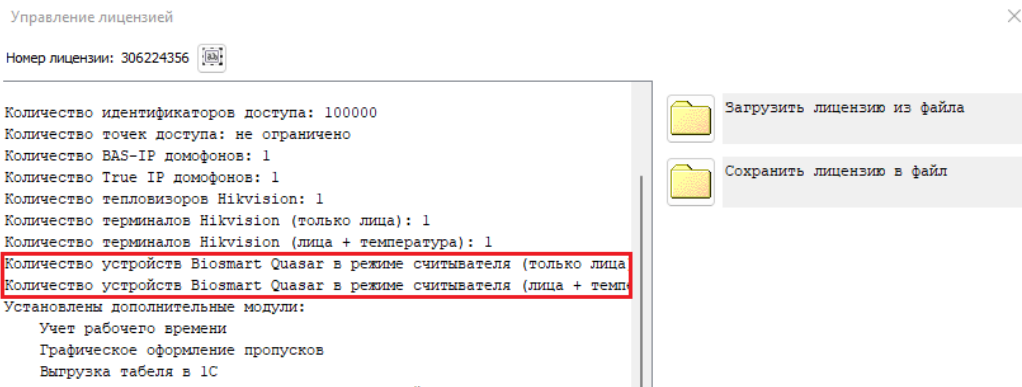 Управление лицензией
Номер лицензии: 306224356
Количество идентификаторов доступа: 100000
Количество точек доступа: не ограничено
Количество BAS-IP домофонов: 1
Количество True IP домофонов: 1
Количество тепловизоров Hikvision: 1
Количество терминалов Hikvision (только лица): 1
Количество терминалов Hikvision (лица + температура): 1
Количество устройств Biosmart Quasar в режиме считывателя (только лица
Количество устройств Biosmart Quasar в режиме считывателя (лица + темпе
Установлены дополнительные модули:
Учет рабочего времени
Графическое оформление пропусков
Выгрузка табеля в 1С
Загрузить лицензию из файла
Сохранить лицензию в файл